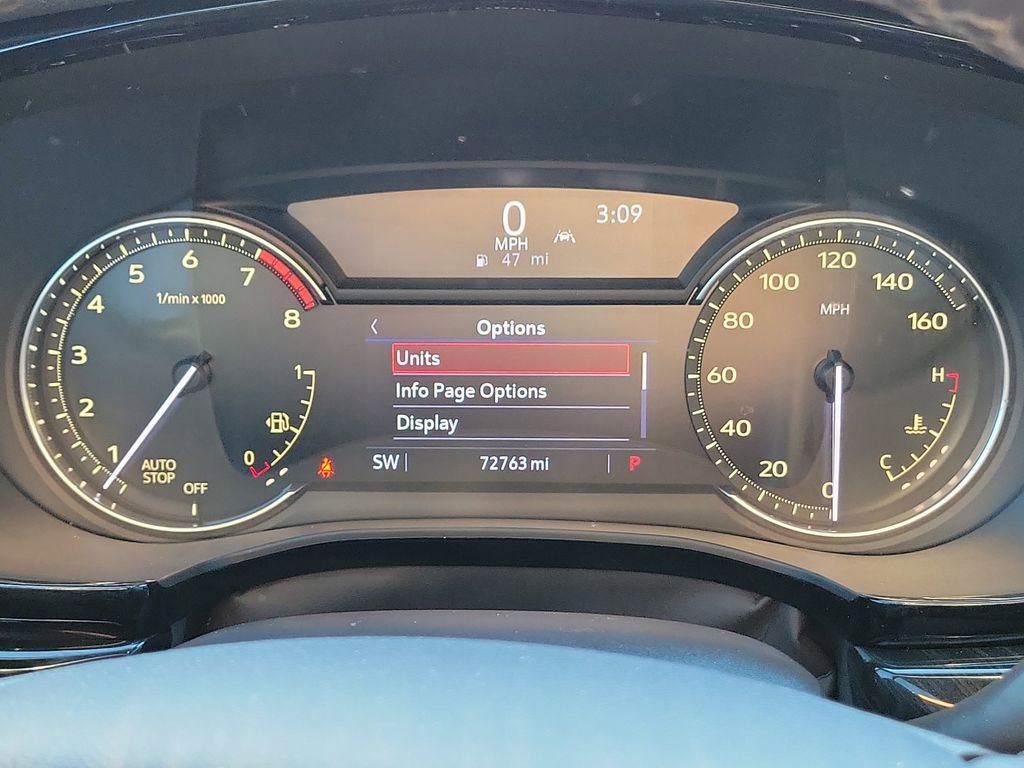 0
3:09
MPH
47 mi
1
2
3
4
5
6
7
8
1/min x 1000
AUTO
STOP
OFF
1
0
Options
Units
Info Page Options
Display
SW
72763 mi
P
0
20
40
60
80
100
120
140
160
MPH
H
C